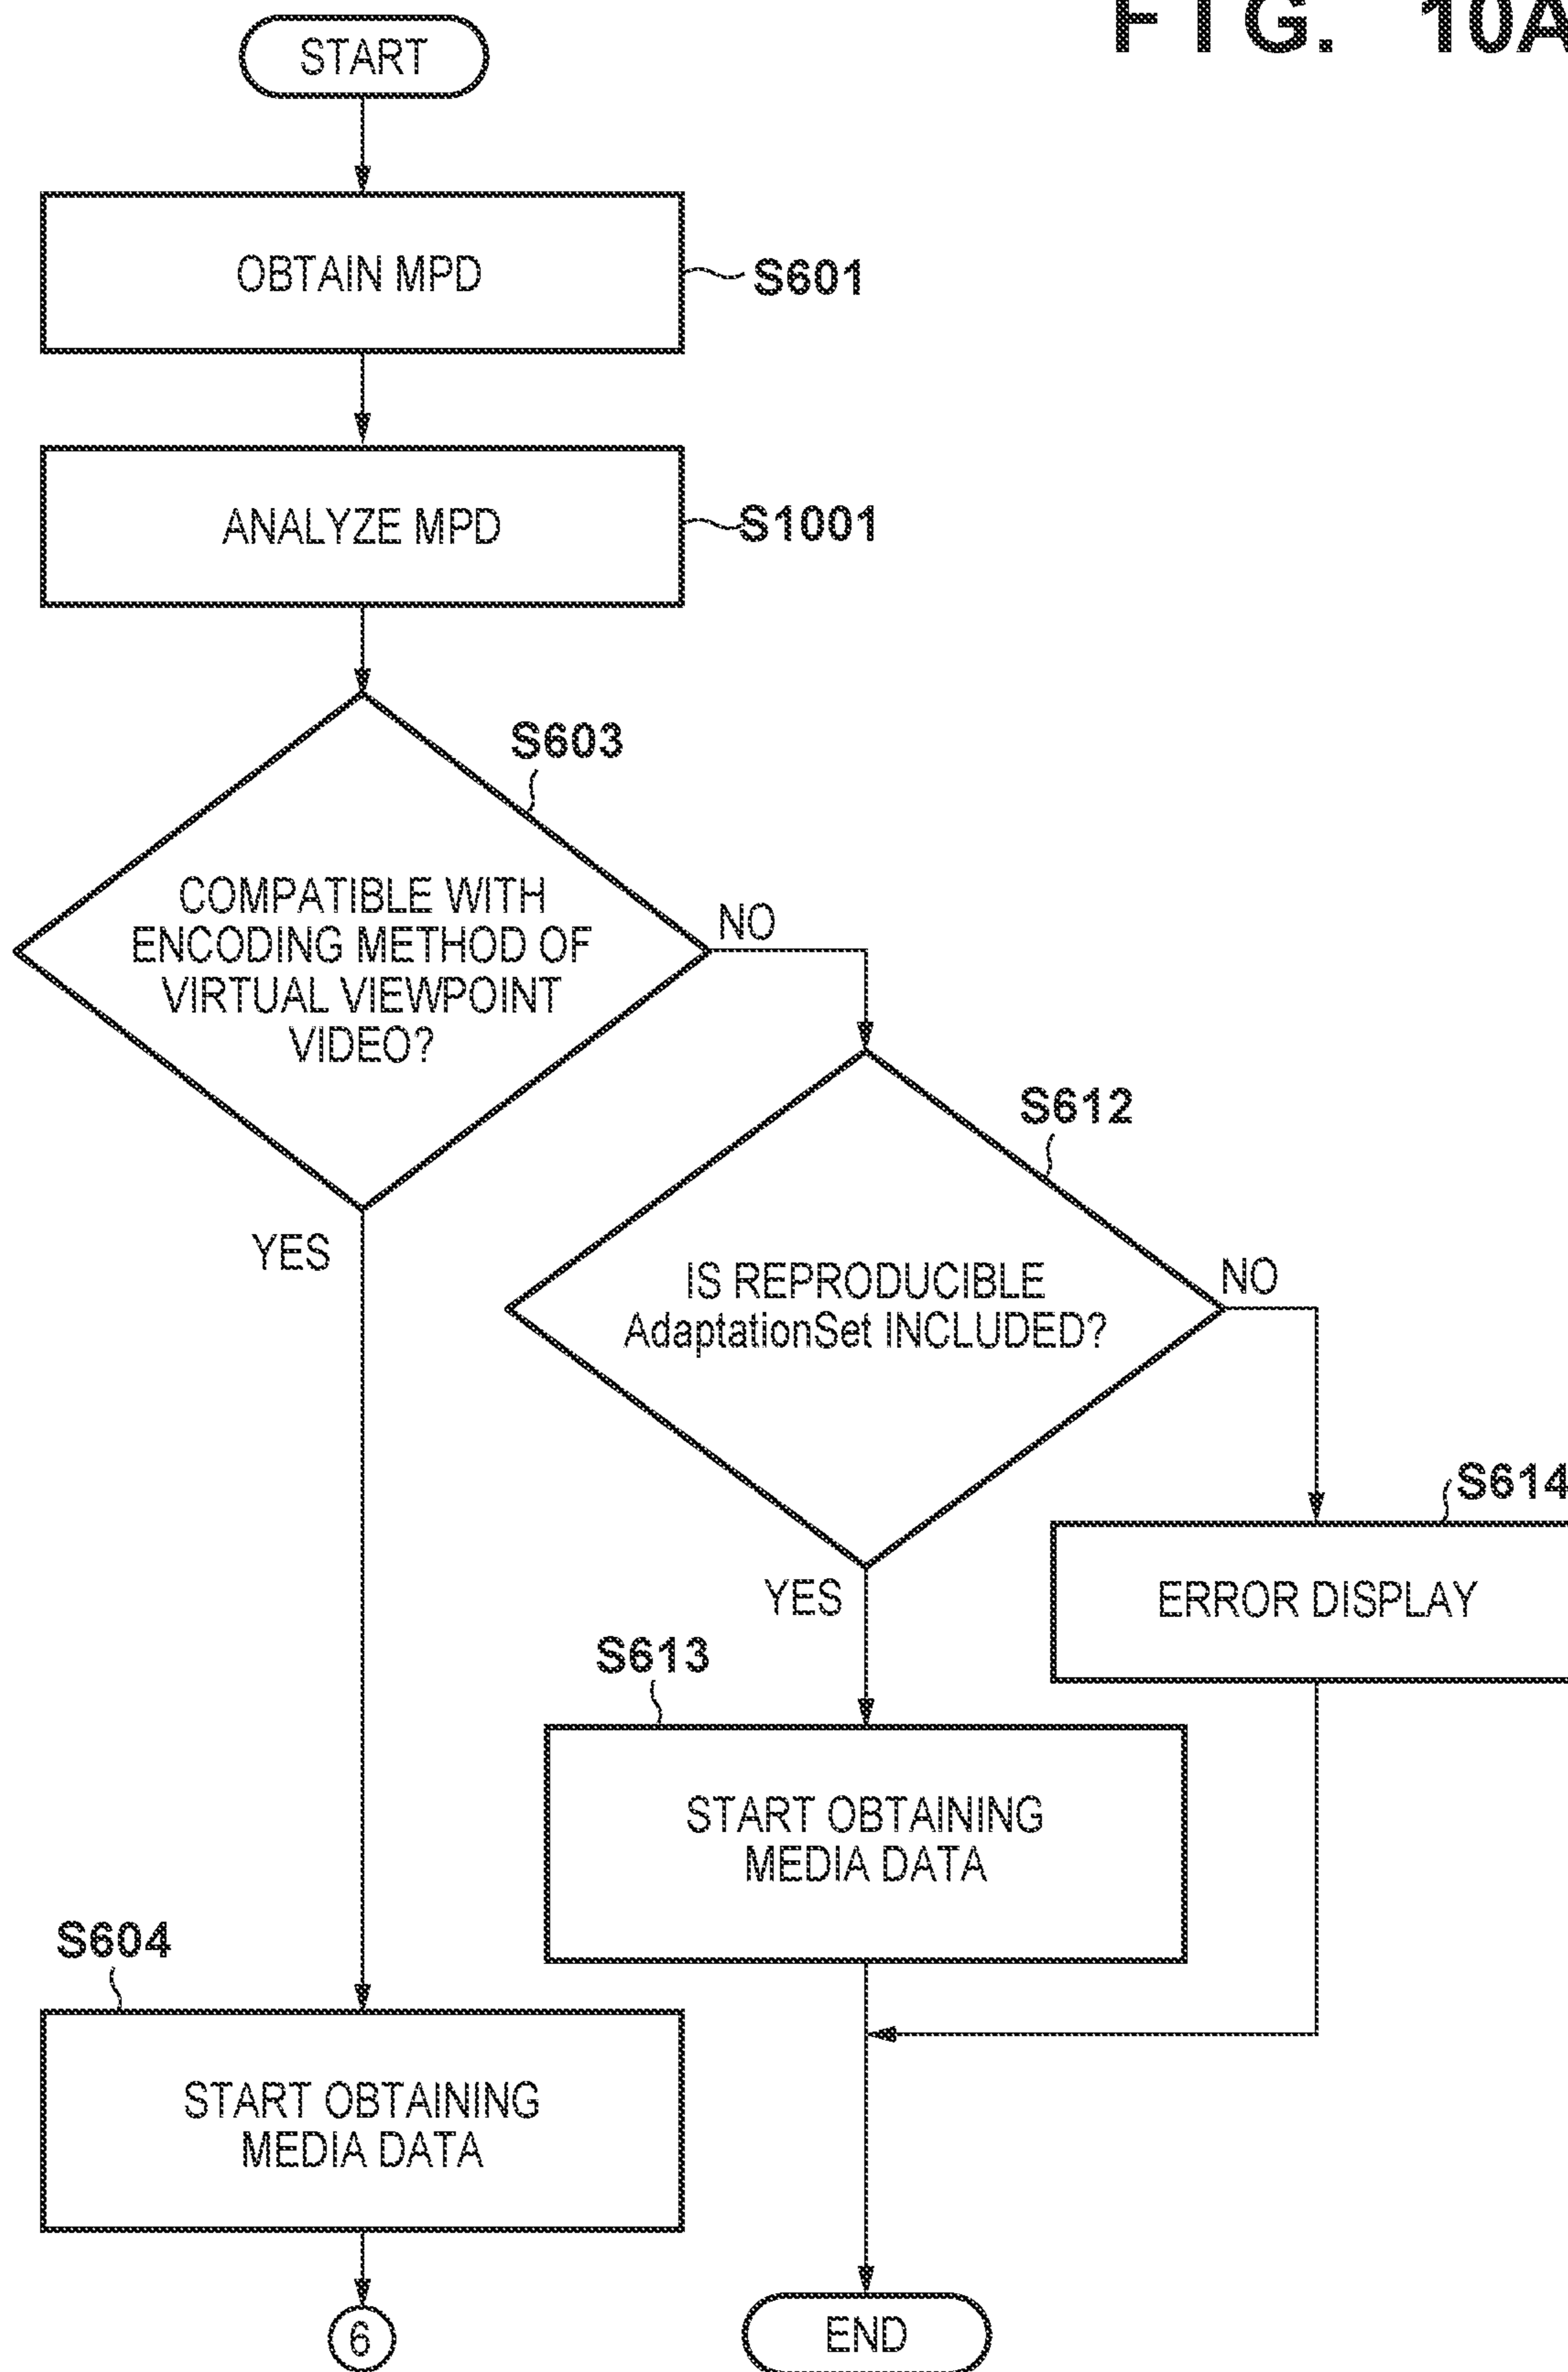 FIG. 10A
START
OBTAIN MPD
S601
ANALYZE MPD
S1001
S603
COMPATIBLE WITH
ENCODING METHOD OF
VIRTUAL VIEWPOINT
VIDEO?
NO
YES
S612
IS REPRODUCIBLE
AdaptationSet INCLUDED?
NO
YES
S614
ERROR DISPLAY
S613
START OBTAINING
MEDIA DATA
S604
START OBTAINING
MEDIA DATA
6
END